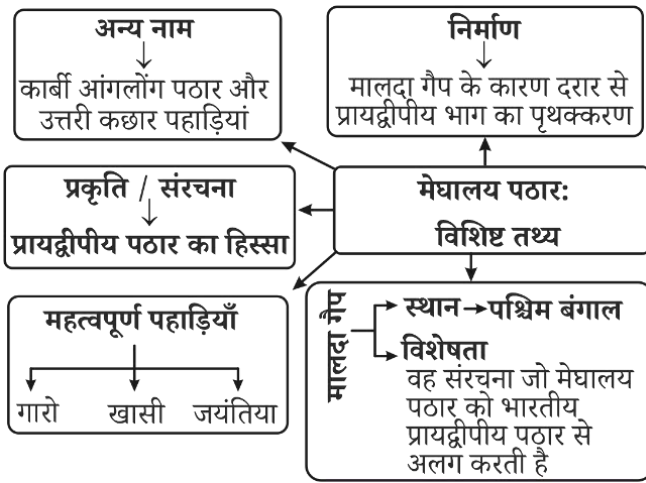 अन्य नाम
कार्बी आंगलोंग पठार और
उत्तरी कछार पहाड़ियां
निर्माण
मालदा गैप के कारण दरार से
प्रायद्वीपीय भाग का पृथक्करण
प्रकृति / संरचना
प्रायद्वीपीय पठार का हिस्सा
मेघालय पठार:
विशिष्ट तथ्य
महत्वपूर्ण पहाड़ियाँ
गारो खासी जयंतिया
मालदा गैप
स्थान → पश्चिम बंगाल
विशेषता
वह संरचना जो मेघालय
पठार को भारतीय
प्रायद्वीपीय पठार से
अलग करती है